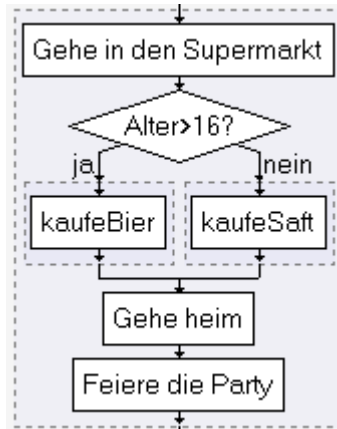 Gehe in den Supermarkt
Alter>16?
ja
nein
kaufeBier
kaufeSaft
Gehe heim
Feiere die Party